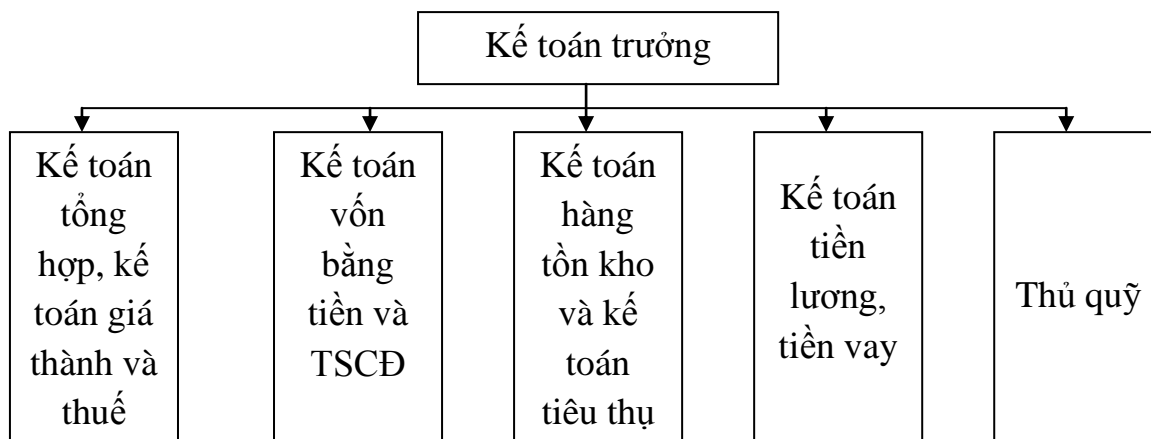 Kế toán trưởng
Kế toán
tổng
hợp, kế
toán giá
thành và
thuế
Kế toán
vốn
bằng
tiền và
TSCĐ
Kế toán
hàng
tồn kho
và kế
toán
tiêu thụ
Kế toán
tiền
lương,
tiền vay
Thủ quỹ